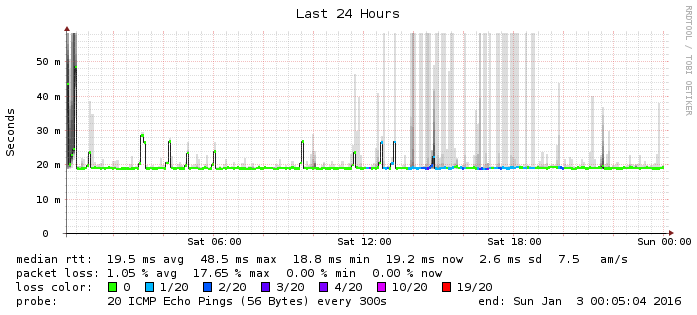 Last 24 Hours
RRDTOOL / TOBI OETIKER
Seconds
50 m
40 m
30 m
20 m
10 m
0
Sat 06:00 Sat 12:00 Sat 18:00 Sun 00:00
median rtt: 19.5 ms avg 48.5 ms max 18.8 ms min 19.2 ms now 2.6 ms sd 7.5 am/s
packet loss: 1.05 % avg 17.65 % max 0.00 % min 0.00 % now
loss color: 0 1/20 2/20 3/20 4/20 10/20 19/20
probe: 20 ICMP Echo Pings (56 Bytes) every 300s end: Sun Jan 3 00:05:04 2016